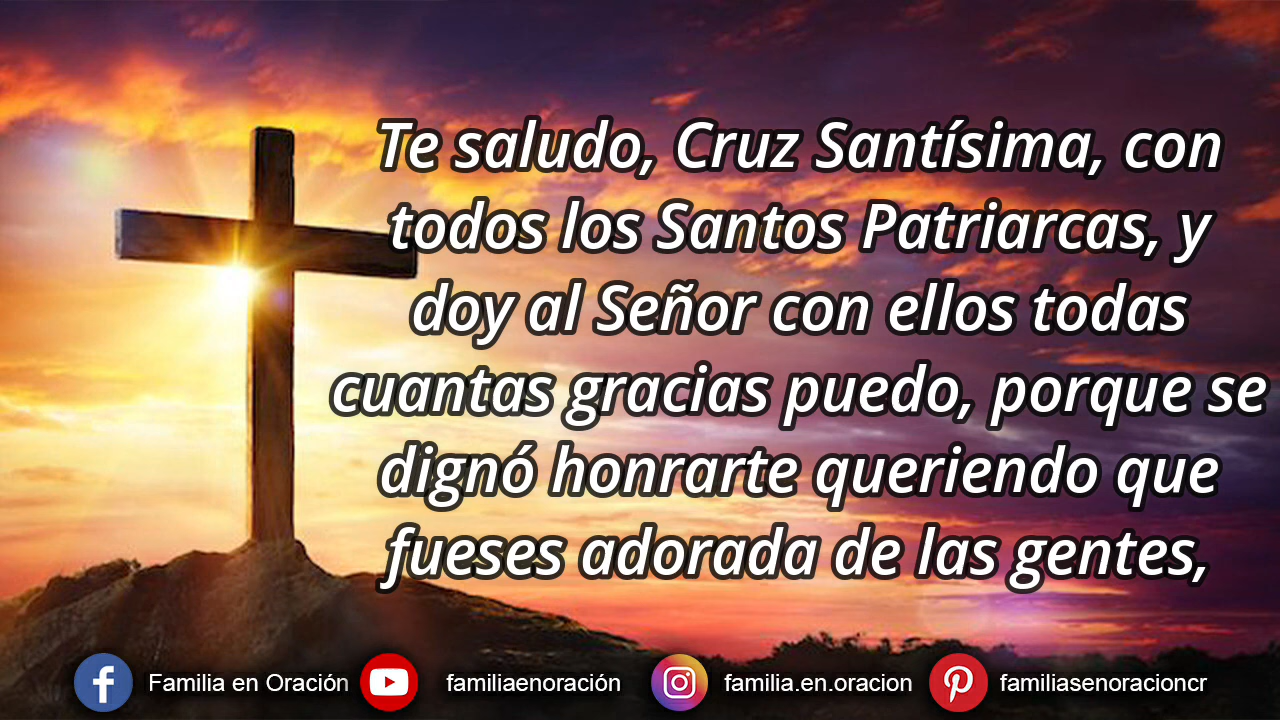 Te saludo, Cruz Santísima, con
todos los Santos Patriarcas, y
doy al Señor con ellos todas
cuantas gracias puedo, porque se
dignó honrarte queriendo que
fueses adorada de las gentes,
Familia en Oración familiaenoración familia.en.oracion familiasenoracioncr